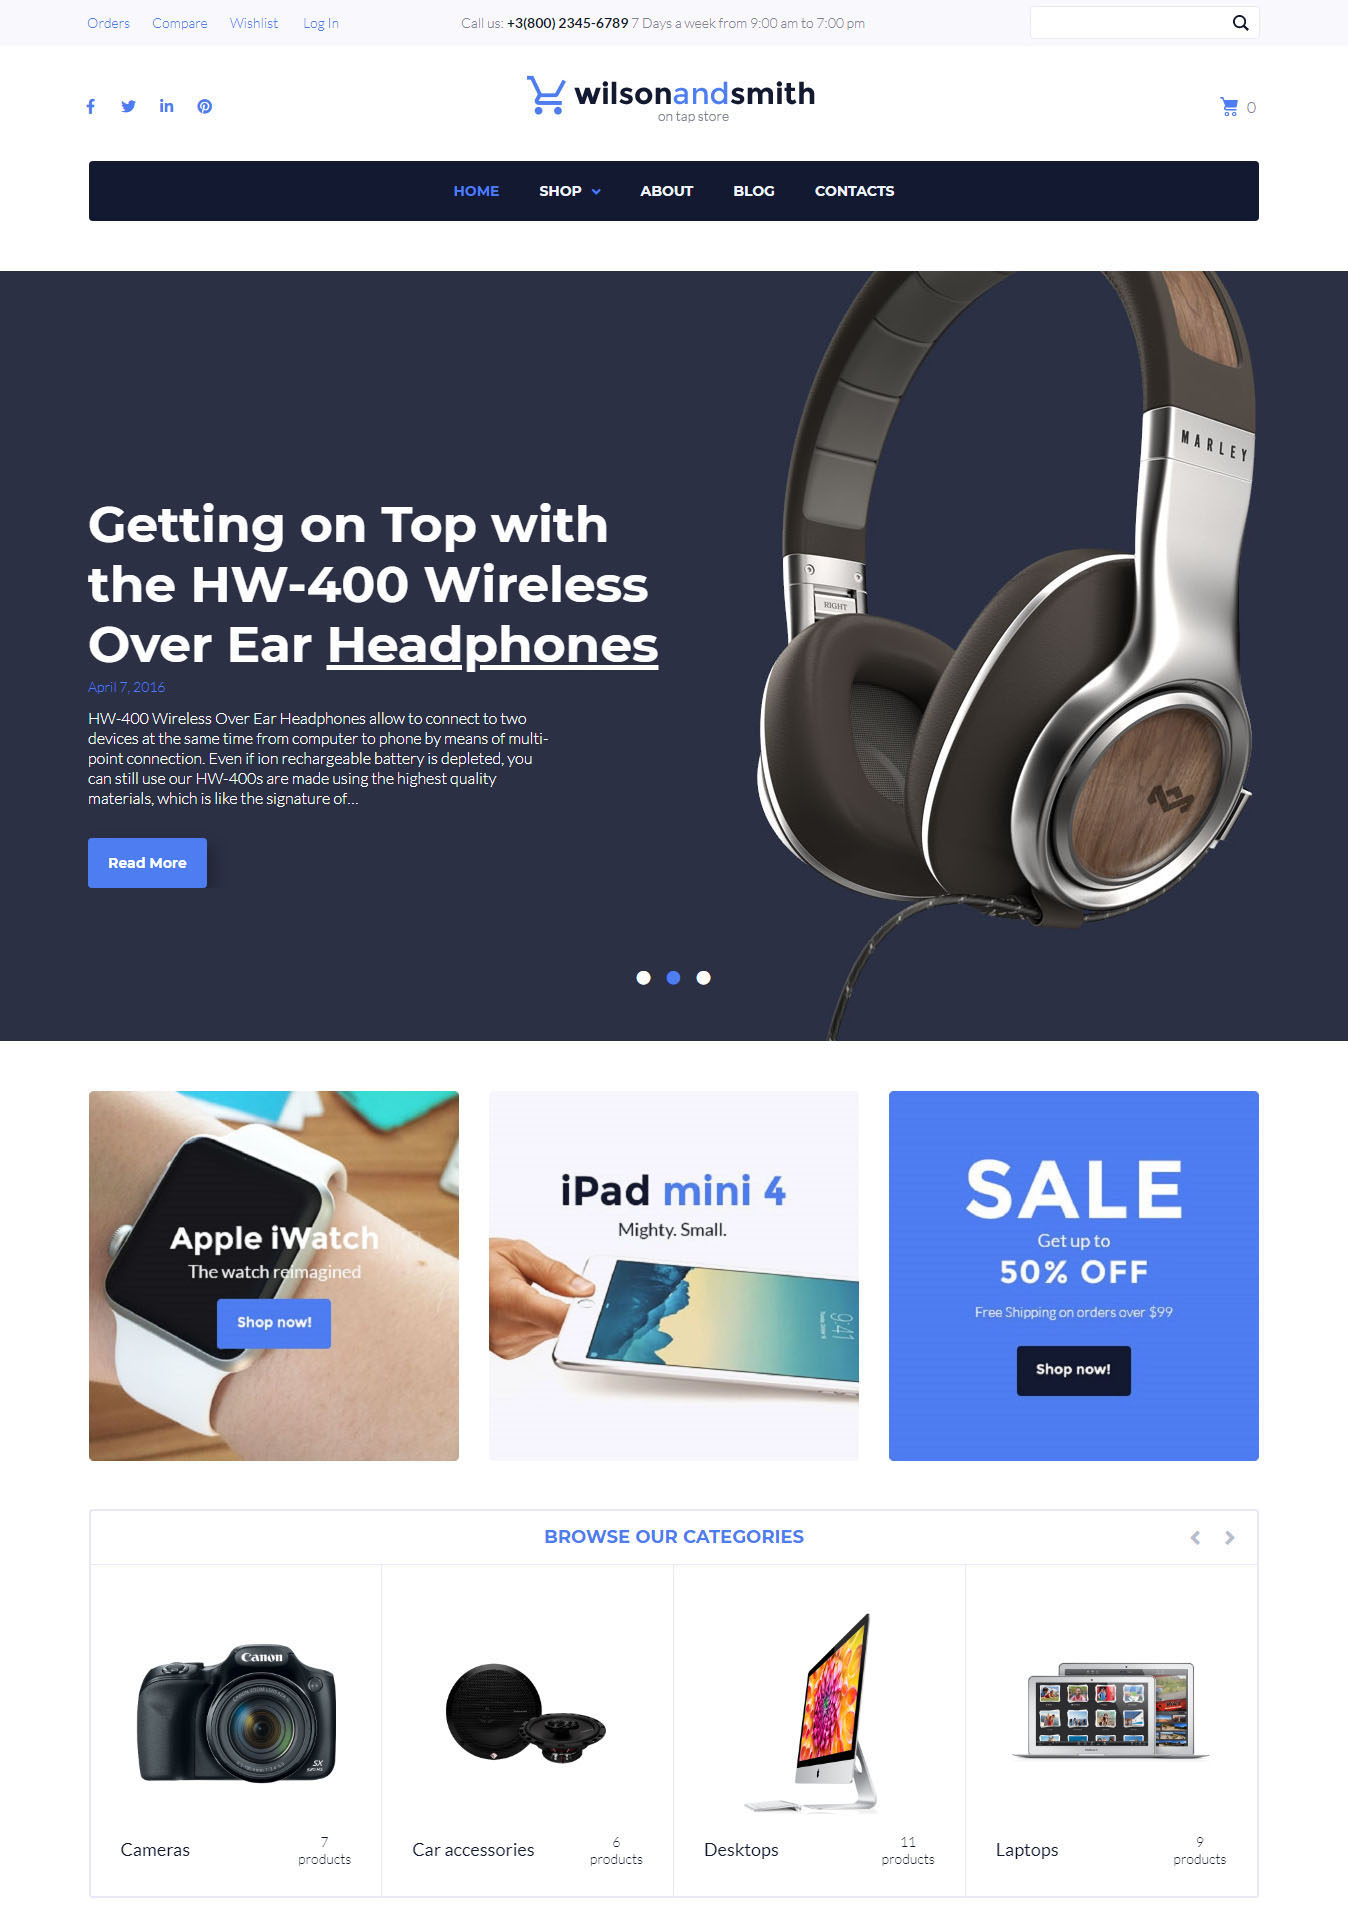 Orders Compare Wishlist Log In
Call us: +3(800) 2345-6789 7 Days a week from 9:00 am to 7:00 pm
wilsonandsmith
on tap store
0
HOME SHOP ABOUT BLOG CONTACTS
MARLEY
RIGHT
Getting on Top with
the HW-400 Wireless
Over Ear Headphones
April 7, 2016
HW-400 Wireless Over Ear Headphones allow to connect to two
devices at the same time from computer to phone by means of multi-
point connection. Even if ion rechargeable battery is depleted, you
can still use our HW-400s are made using the highest quality
materials, which is like the signature of...
Read More
Apple iWatch
The watch reimagined
Shop now!
iPad mini 4
Mighty. Small.
9:41
SALE
Get up to
50% OFF
Free Shipping on orders over $99
Shop now!
BROWSE OUR CATEGORIES
Canon
SX
Cameras
7
products
Car accessories
6
products
Desktops
11
products
Laptops
9
products